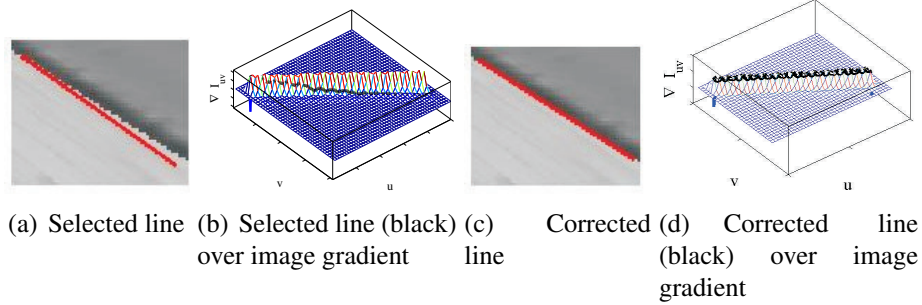 ∇ I_uv
v
u
∇ I_uv
v
u
(a) Selected line
(b) Selected line (black)
over image gradient
(c) Corrected
line
(d) Corrected line
(black) over image
gradient